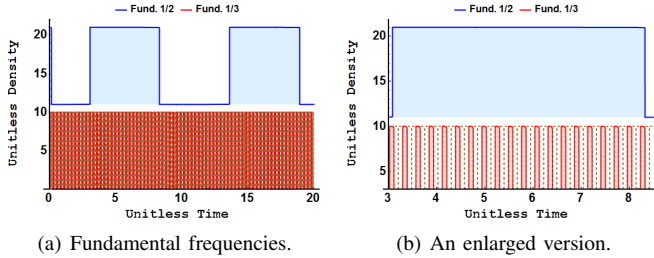 Fund. 1/2 Fund. 1/3
Unitless Density
20
15
10
5
0 5 10 15 20
Unitless Time
(a) Fundamental frequencies.
Fund. 1/2 Fund. 1/3
Unitless Density
20
15
10
5
3 4 5 6 7 8
Unitless Time
(b) An enlarged version.